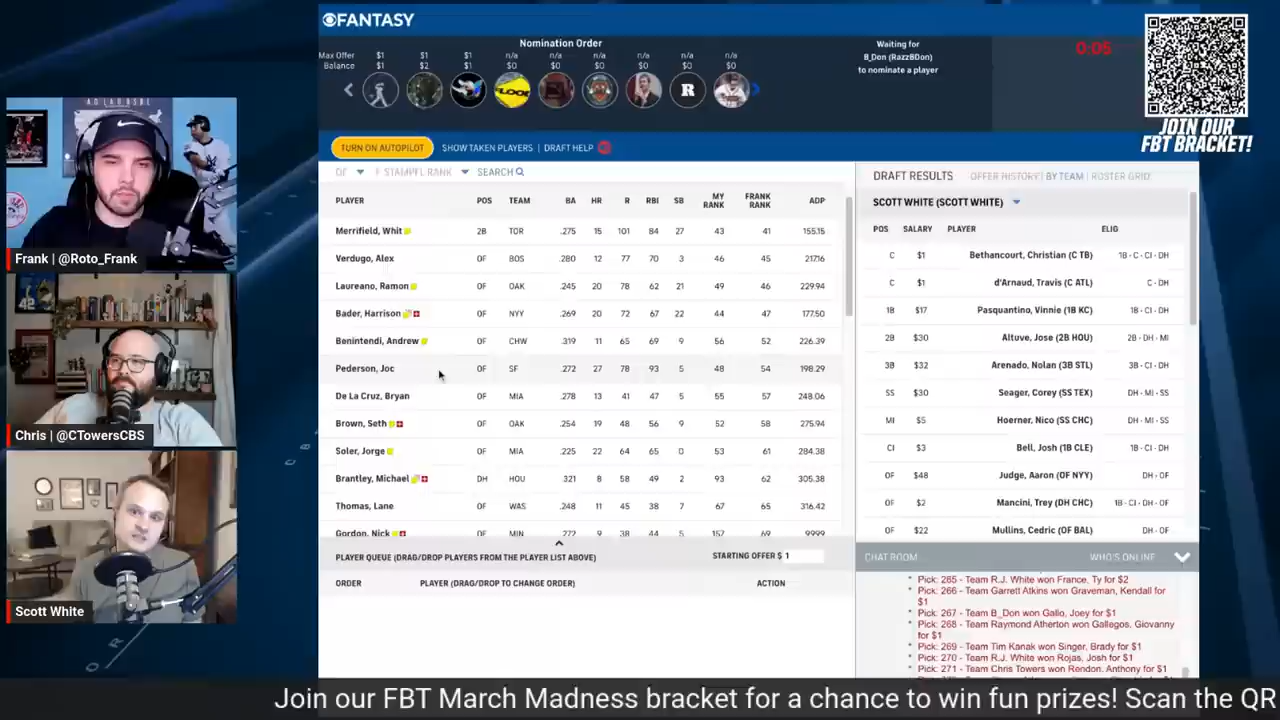 FANTASY
Nomination Order
Max Offer $1 $1 $1 n/a n/a n/a n/a n/a n/a
Balance $1 $2 $1 $0 $0 $0 $0 $0 $0
LOOK
R
Waiting for
B_Don (RazzBDon)
to nominate a player
0:05
JOIN OUR
FBT BRACKET!
TURN ON AUTOPILOT SHOW TAKEN PLAYERS | DRAFT HELP
OF STAMPFL RANK SEARCH
PLAYER POS TEAM BA HR R RBI SB MY RANK FRANK RANK ADP
Merrifield, Whit 2B TOR .275 15 101 84 27 43 41 155.15
Verdugo, Alex OF BOS .280 12 77 70 3 46 45 217.16
Laureano, Ramon OF OAK .245 20 78 62 21 49 46 229.94
Bader, Harrison OF NYY .269 20 72 67 22 44 47 177.50
Benintendi, Andrew OF CHW .319 11 65 69 9 56 52 226.39
Pederson, Joc OF SF .272 27 78 93 5 48 54 198.29
De La Cruz, Bryan OF MIA .278 13 41 47 5 55 57 248.06
Brown, Seth OF OAK .254 19 48 56 9 52 58 275.94
Soler, Jorge OF MIA .225 22 64 65 0 53 61 284.38
Brantley, Michael DH HOU .321 8 58 49 2 93 62 305.38
Thomas, Lane OF WAS .248 11 45 38 7 67 65 316.42
Gordon, Nick OF MIN .272 9 38 44 5 157 69 9999
PLAYER QUEUE (DRAG/DROP PLAYERS FROM THE PLAYER LIST ABOVE) STARTING OFFER $ 1
ORDER PLAYER (DRAG/DROP TO CHANGE ORDER) ACTION
DRAFT RESULTS OFFER HISTORY | BY TEAM | ROSTER GRID
SCOTT WHITE (SCOTT WHITE)
POS SALARY PLAYER ELIG
C $1 Bethancourt, Christian (C TB) 1B - C - CI - DH
C $1 d'Arnaud, Travis (C ATL) C - DH
1B $17 Pasquantino, Vinnie (1B KC) 1B - CI - DH
2B $30 Altuve, Jose (2B HOU) 2B - DH - MI
3B $32 Arenado, Nolan (3B STL) 3B - CI - DH
SS $30 Seager, Corey (SS TEX) DH - MI - SS
MI $5 Hoerner, Nico (SS CHC) DH - MI - SS
CI $3 Bell, Josh (1B CLE) 1B - CI - DH
OF $48 Judge, Aaron (OF NYY) DH - OF
OF $2 Mancini, Trey (DH CHC) 1B - CI - DH - OF
OF $22 Mullins, Cedric (OF BAL) DH - OF
CHAT ROOM WHO'S ONLINE
Pick: 265 - Team R.J. White won France, Ty for $2
Pick: 266 - Team Garrett Atkins won Graveman, Kendall for
$1
Pick: 267 - Team B_Don won Gallo, Joey for $1
Pick: 268 - Team Raymond Atherton won Gallegos, Giovanny
for $1
Pick: 269 - Team Tim Kanak won Singer, Brady for $1
Pick: 270 - Team R.J. White won Rojas, Josh for $1
Pick: 271 - Team Chris Towers won Rendon, Anthony for $1
Frank | @Roto_Frank
Chris | @CTowersCBS
Scott White
Join our FBT March Madness bracket for a chance to win fun prizes! Scan the QR